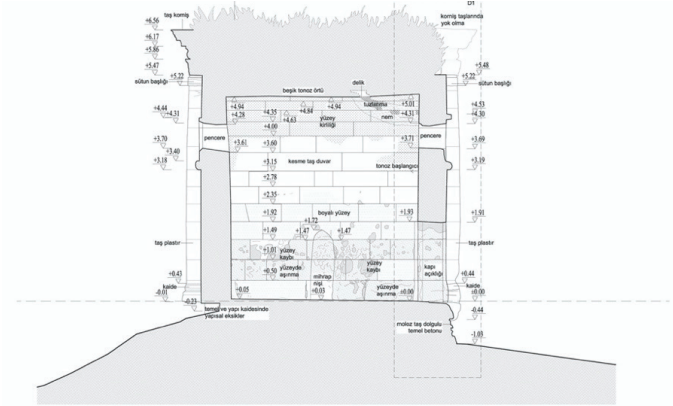 D1
+6.56
taş korniş
korniş taşlarında
yok olma
+6.17
+5.86
+5.47
+5.48
+5.22
+5.22
sütun başlığı
sütun başlığı
delik
beşik tonoz örtü
tuzlanma
+4.94
+4.84
+4.94
+5.01
+4.44
+4.31
+4.28
+4.35
+4.63
yüzey
kirliliği
nem
+4.31
+4.53
+4.30
+4.00
pencere
pencere
+3.70
+3.61
+3.60
+3.71
+3.69
+3.40
+3.18
+3.15
kesme taş duvar
tonoz başlangıcı
+3.19
+2.78
+2.35
+1.92
boyalı yüzey
+1.93
+1.91
+1.72
+1.49
+1.47
+1.47
taş plastır
taş plastır
+1.01
yüzey
kaybı
yüzey
kaybı
kapı
açıklığı
+0.43
+0.50
yüzeyde
aşınma
mihrap
nişi
+0.44
kaide
kaide
-0.01
+0.05
+0.03
yüzeyde
aşınma
+0.00
+0.00
-0.23
temel ve yapı kaidesinde
yapısal eksikler
-0.44
moloz taş dolgulu
temel betonu
-1.03